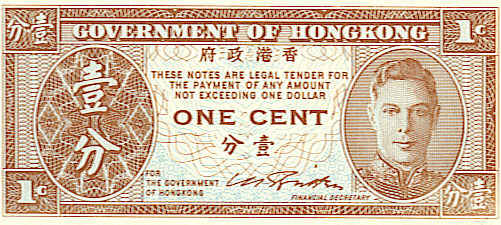 分壹
GOVERNMENT OF HONGKONG
1¢
府政港香
THESE NOTES ARE LEGAL TENDER FOR
THE PAYMENT OF ANY AMOUNT
NOT EXCEEDING ONE DOLLAR
壹分
ONE CENT
分壹
FOR
THE GOVERNMENT
OF HONGKONG
FINANCIAL SECRETARY
1¢
分壹